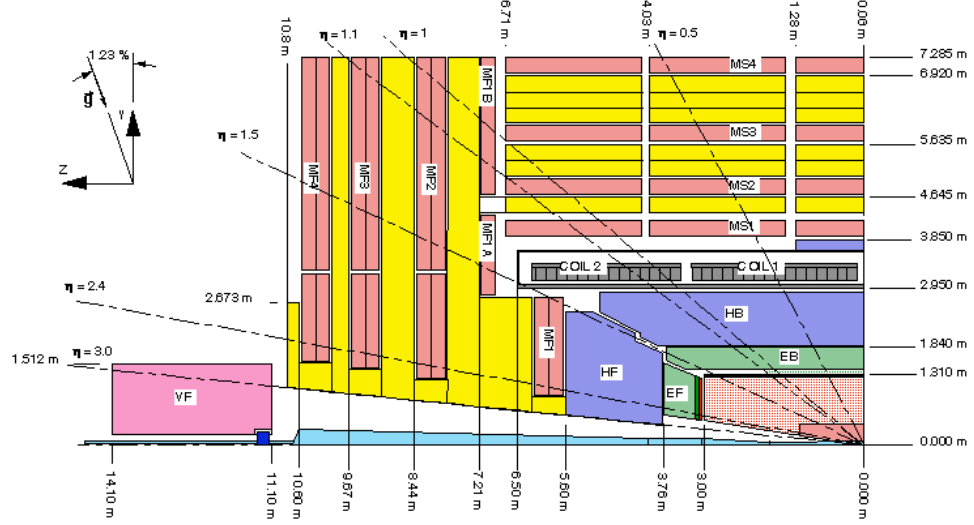 10.8 m
η = 1.1
η = 1
6.71 m
4.03 m
η = 0.5
1.28 m
0.08 m
1.23 %
g
Y
Z
η = 1.5
7.285 m
6.920 m
5.635 m
4.645 m
3.850 m
2.950 m
1.840 m
1.310 m
0.000 m
MS4
MS3
MS2
MS1
MF1B
MF1A
MF4
MF3
MF2
MF1
COIL 2
COIL 1
HB
EB
HF
EF
η = 2.4
2.673 m
η = 3.0
1.512 m
VF
14.10 m
11.10 m
10.60 m
9.67 m
8.44 m
7.21 m
6.50 m
5.60 m
3.76 m
3.00 m
0.000 m